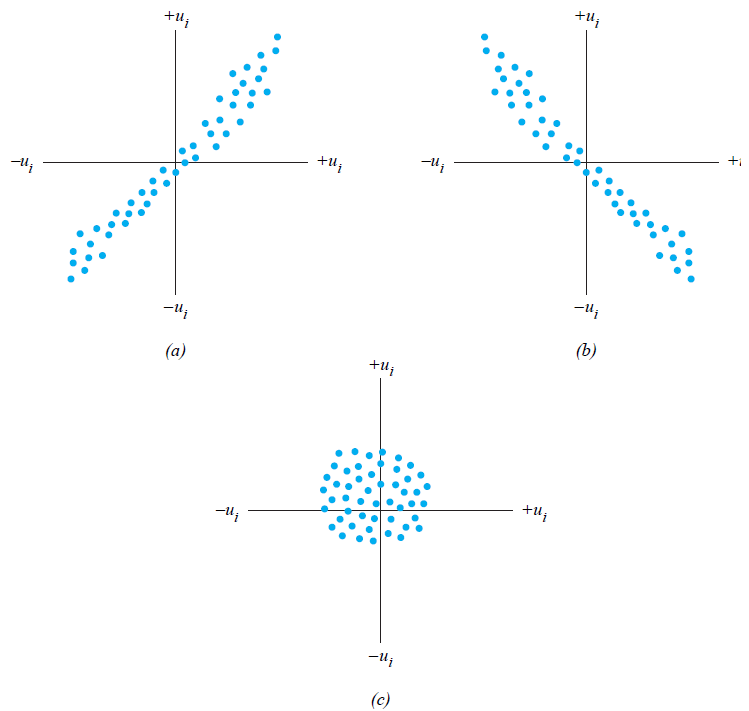 +u_i +u_i
−u_i +u_i −u_i +u
−u_i −u_i
(a) (b)
+u_i
−u_i +u_i
−u_i
(c)